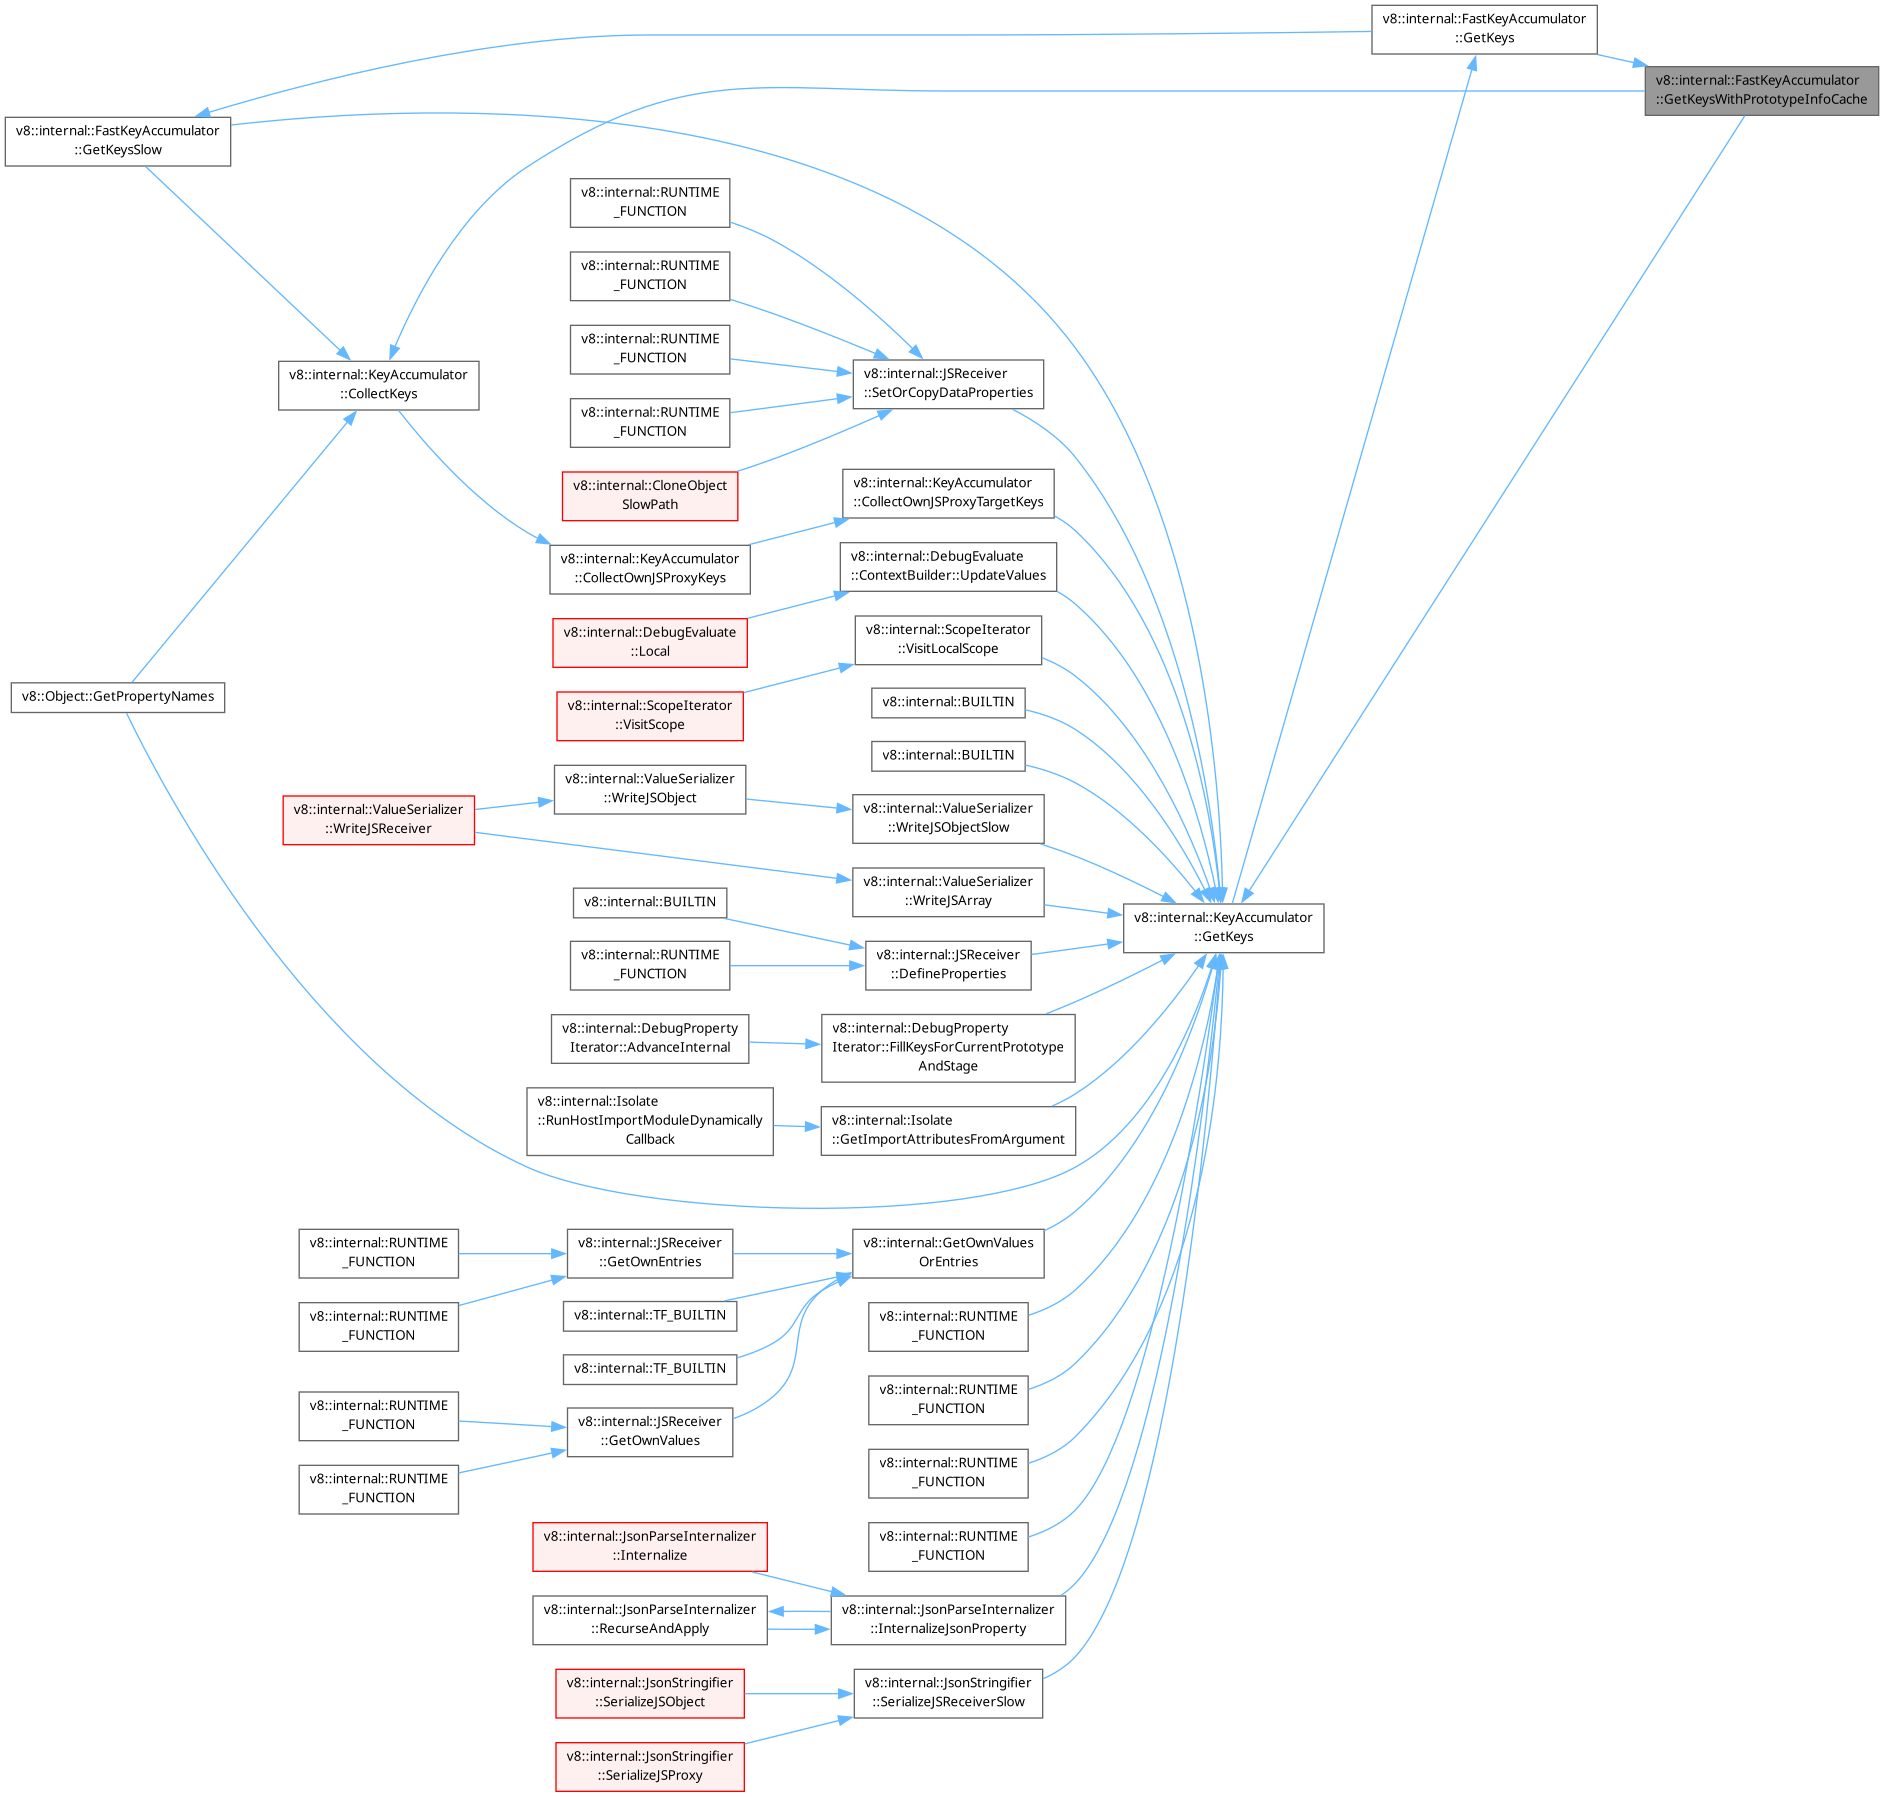 v8::internal::FastKeyAccumulator
::GetKeys
v8::internal::FastKeyAccumulator
::GetKeysWithPrototypeInfoCache
v8::internal::FastKeyAccumulator
::GetKeysSlow
v8::internal::RUNTIME
_FUNCTION
v8::internal::RUNTIME
_FUNCTION
v8::internal::RUNTIME
_FUNCTION
v8::internal::JSReceiver
::SetOrCopyDataProperties
v8::internal::KeyAccumulator
::CollectKeys
v8::internal::RUNTIME
_FUNCTION
v8::internal::CloneObject
SlowPath
v8::internal::KeyAccumulator
::CollectOwnJSProxyTargetKeys
v8::internal::KeyAccumulator
::CollectOwnJSProxyKeys
v8::internal::DebugEvaluate
::ContextBuilder::UpdateValues
v8::internal::DebugEvaluate
::Local
v8::internal::ScopeIterator
::VisitLocalScope
v8::Object::GetPropertyNames
v8::internal::ScopeIterator
::VisitScope
v8::internal::BUILTIN
v8::internal::BUILTIN
v8::internal::ValueSerializer
::WriteJSObject
v8::internal::ValueSerializer
::WriteJSReceiver
v8::internal::ValueSerializer
::WriteJSObjectSlow
v8::internal::ValueSerializer
::WriteJSArray
v8::internal::BUILTIN
v8::internal::KeyAccumulator
::GetKeys
v8::internal::RUNTIME
_FUNCTION
v8::internal::JSReceiver
::DefineProperties
v8::internal::DebugProperty
Iterator::AdvanceInternal
v8::internal::DebugProperty
Iterator::FillKeysForCurrentPrototype
AndStage
v8::internal::Isolate
::RunHostImportModuleDynamically
Callback
v8::internal::Isolate
::GetImportAttributesFromArgument
v8::internal::RUNTIME
_FUNCTION
v8::internal::JSReceiver
::GetOwnEntries
v8::internal::GetOwnValues
OrEntries
v8::internal::RUNTIME
_FUNCTION
v8::internal::TF_BUILTIN
v8::internal::RUNTIME
_FUNCTION
v8::internal::TF_BUILTIN
v8::internal::RUNTIME
_FUNCTION
v8::internal::RUNTIME
_FUNCTION
v8::internal::JSReceiver
::GetOwnValues
v8::internal::RUNTIME
_FUNCTION
v8::internal::RUNTIME
_FUNCTION
v8::internal::JsonParseInternalizer
::Internalize
v8::internal::RUNTIME
_FUNCTION
v8::internal::JsonParseInternalizer
::RecurseAndApply
v8::internal::JsonParseInternalizer
::InternalizeJsonProperty
v8::internal::JsonStringifier
::SerializeJSObject
v8::internal::JsonStringifier
::SerializeJSReceiverSlow
v8::internal::JsonStringifier
::SerializeJSProxy